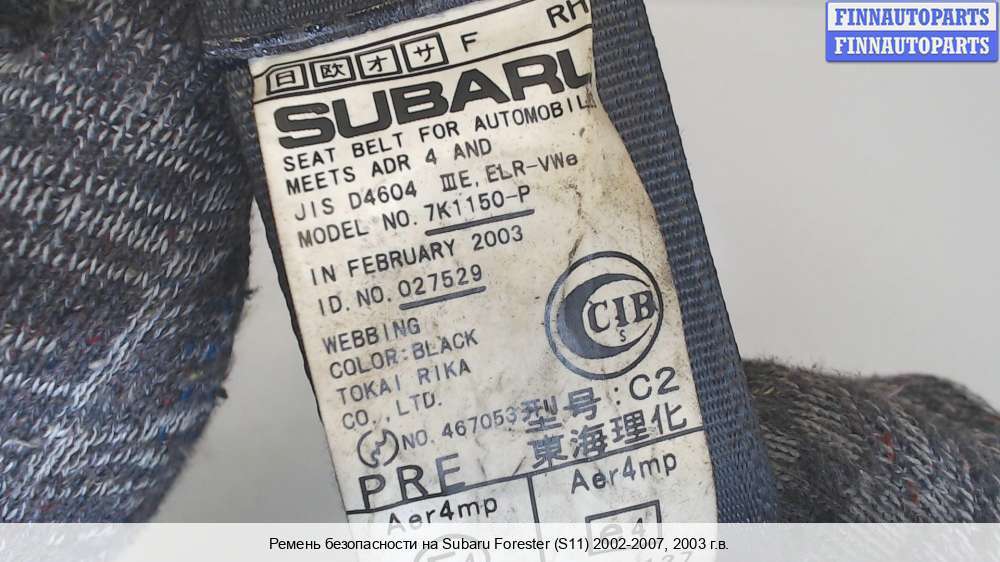 FINNAUTOPARTS
FINNAUTOPARTS
日 欧 オ サ F RH
SUBARU
SEAT BELT FOR AUTOMOBIL
MEETS ADR 4 AND
JIS D4604 ⅢE, ELR-VWe
MODEL NO. 7K1150-P
IN FEBRUARY 2003
ID. NO. 027529
WEBBING
COLOR:BLACK
TOKAI RIKA
CO., LTD.
CCIB
S
NO. 467053
型号:C2
東海理化
PRE
Aer4mp
Aer4mp
e4
Ремень безопасности на Subaru Forester (S11) 2002-2007, 2003 г.в.